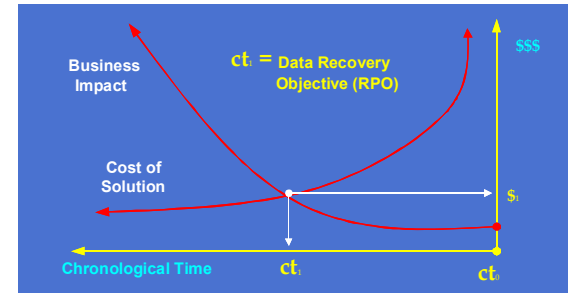 $$$
ct₁ = Data Recovery
Objective (RPO)
Business
Impact
Cost of
Solution
$₁
Chronological Time
ct₁
ct₀